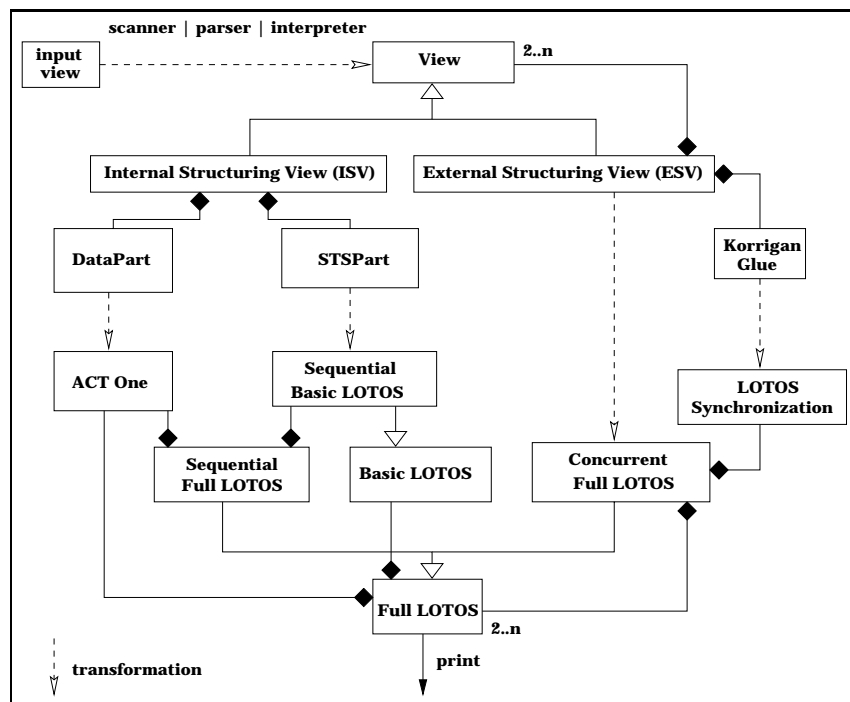 scanner | parser | interpreter
input
view
View
2..n
Internal Structuring View (ISV)
External Structuring View (ESV)
DataPart
STSPart
Korrigan
Glue
ACT One
Sequential
Basic LOTOS
LOTOS
Synchronization
Sequential
Full LOTOS
Basic LOTOS
Concurrent
Full LOTOS
Full LOTOS
2..n
transformation
print